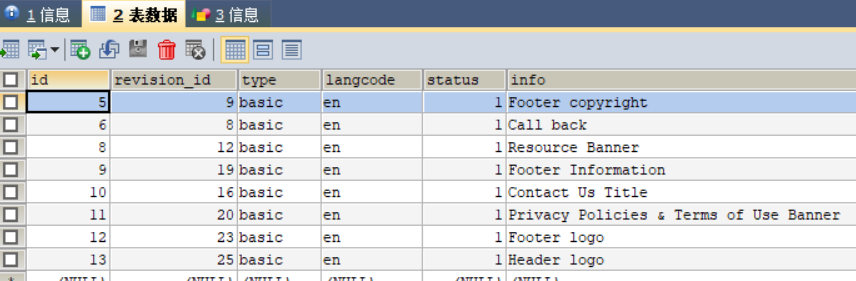 1 信息 2 表数据 3 信息
id revision_id type langcode status info
5 9 basic en 1 Footer copyright
6 8 basic en 1 Call back
8 12 basic en 1 Resource Banner
9 19 basic en 1 Footer Information
10 16 basic en 1 Contact Us Title
11 20 basic en 1 Privacy Policies & Terms of Use Banner
12 23 basic en 1 Footer logo
13 25 basic en 1 Header logo
* (NULL) (NULL) (NULL) (NULL) (NULL) (NULL)